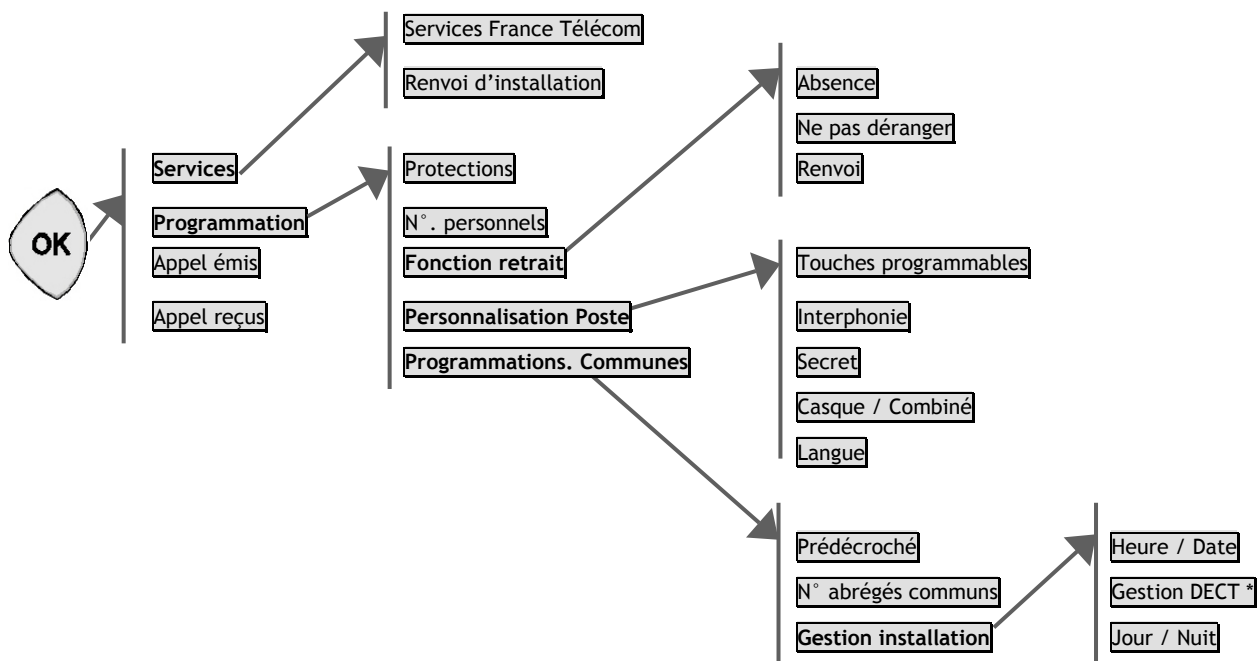 OK
Services
Programmation
Appel émis
Appel reçus
Services France Télécom
Renvoi d’installation
Protections
N°. personnels
Fonction retrait
Personnalisation Poste
Programmations. Communes
Absence
Ne pas déranger
Renvoi
Touches programmables
Interphonie
Secret
Casque / Combiné
Langue
Prédécroché
N° abrégés communs
Gestion installation
Heure / Date
Gestion DECT *
Jour / Nuit